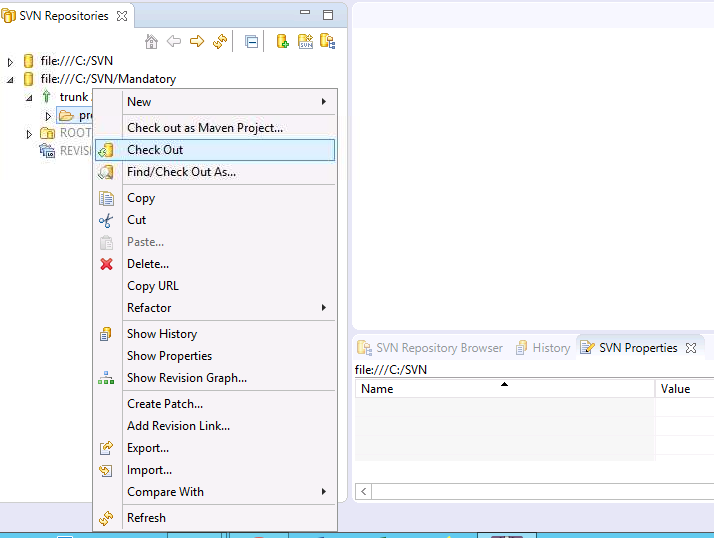 SVN Repositories
file:///C:/SVN
file:///C:/SVN/Mandatory
trunk
ROOT
New
Check out as Maven Project...
Check Out
Find/Check Out As...
Copy
Cut
Paste...
Delete...
Copy URL
Refactor
Show History
Show Properties
Show Revision Graph...
Create Patch...
Add Revision Link...
Export...
Import...
Compare With
Refresh
SVN Repository Browser
History
SVN Properties
file:///C:/SVN
Name
Value